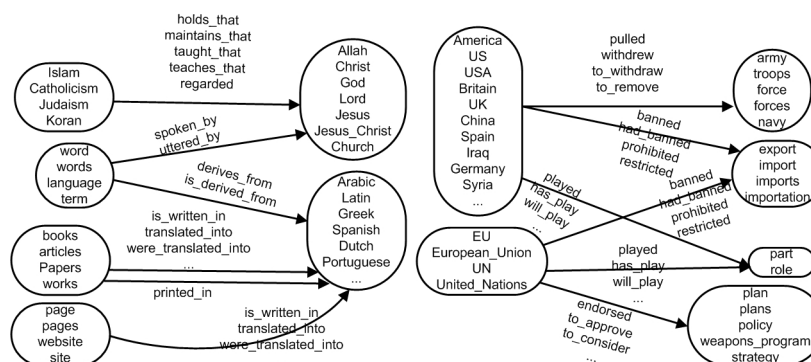 holds_that
maintains_that
taught_that
teaches_that
regarded
Islam
Catholicism
Judaism
Koran
Allah
Christ
God
Lord
Jesus
Jesus_Christ
Church
spoken_by
uttered_by
word
words
language
term
derives_from
is_derived_from
Arabic
Latin
Greek
Spanish
Dutch
Portuguese
...
is_written_in
translated_into
were_translated_into
...
books
articles
Papers
works
printed_in
page
pages
website
site
is_written_in
translated_into
were_translated_into
America
US
USA
Britain
UK
China
Spain
Iraq
Germany
Syria
...
pulled
withdrew
to_withdraw
to_remove
army
troops
force
forces
navy
banned
had_banned
prohibited
restricted
export
import
imports
importation
played
has_play
will_play
...
banned
had_banned
prohibited
restricted
EU
European_Union
UN
United_Nations
played
has_play
will_play
...
part
role
endorsed
to_approve
to_consider
...
plan
plans
policy
weapons_program
strategy